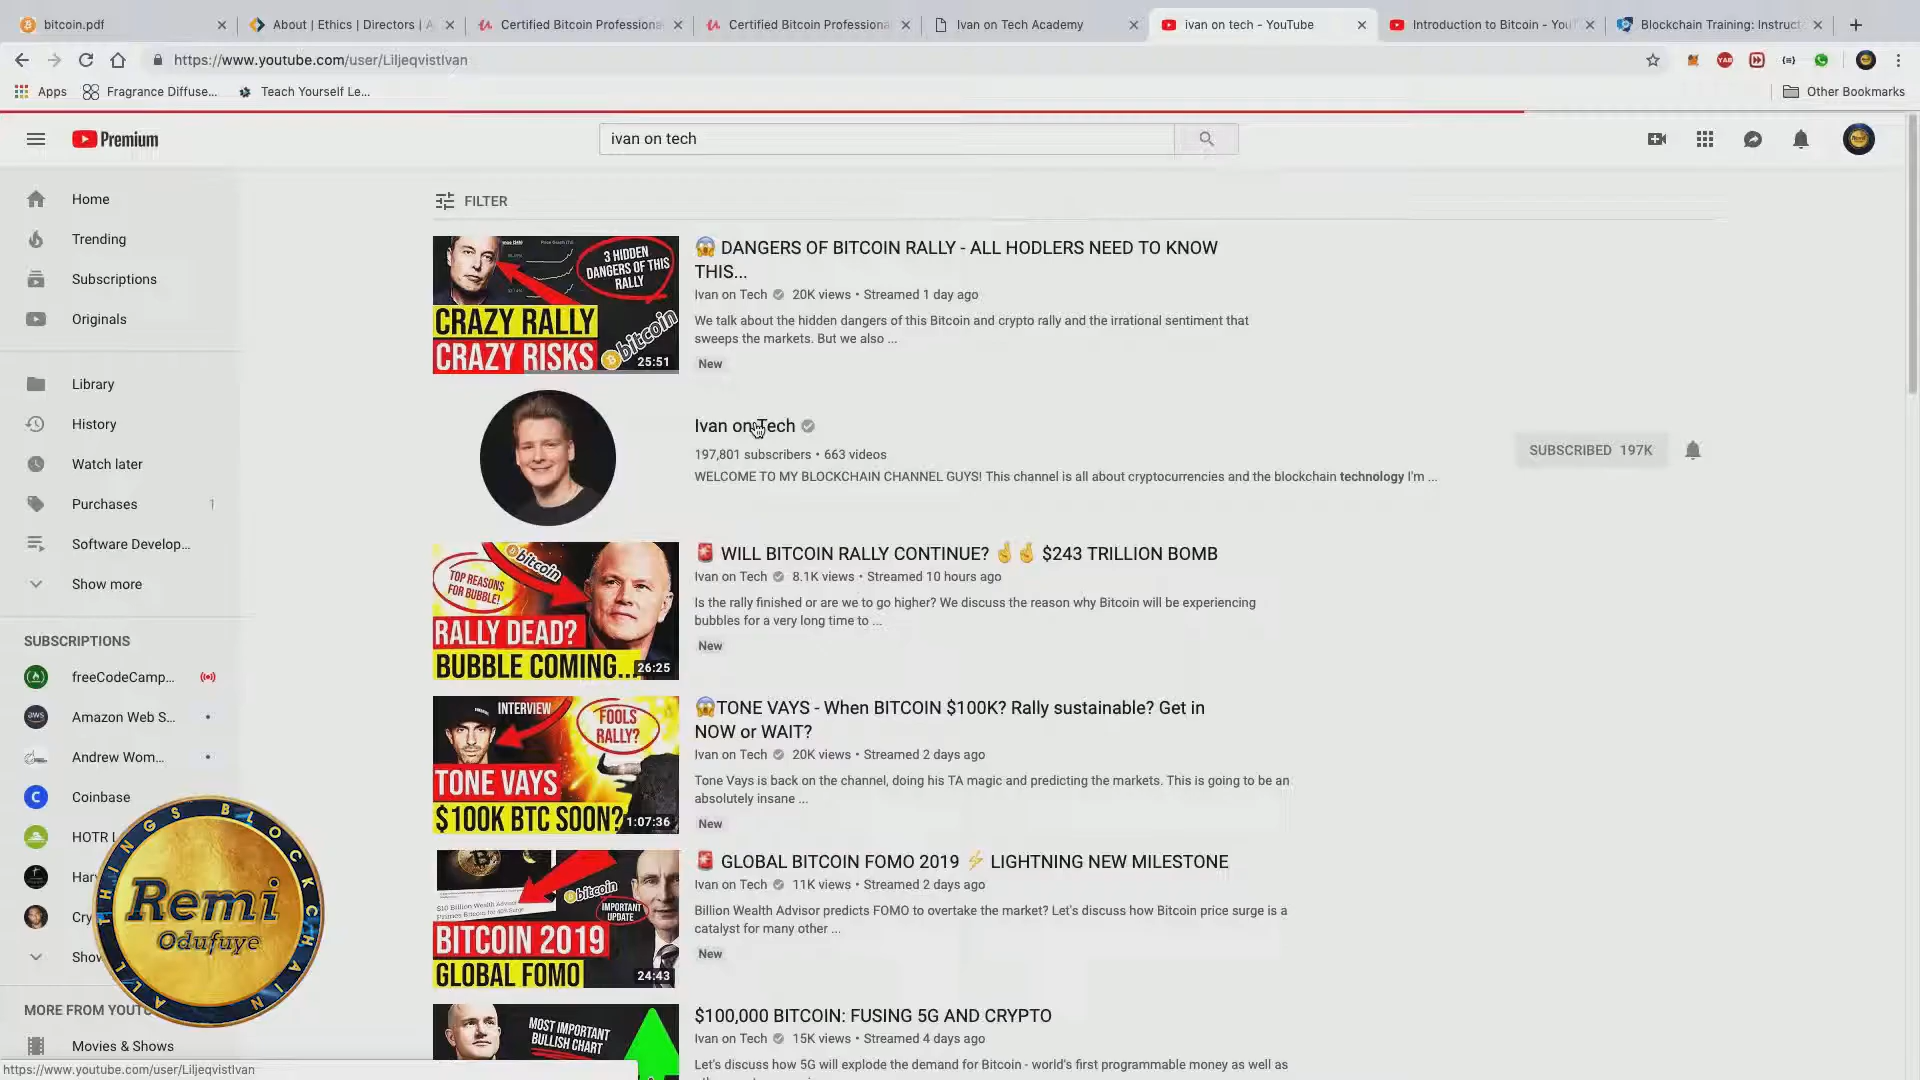 bitcoin.pdf
About | Ethics | Directors |
Certified Bitcoin Professiona
Certified Bitcoin Professiona
Ivan on Tech Academy
ivan on tech - YouTube
Introduction to Bitcoin - You
Blockchain Training: Instruct
https://www.youtube.com/user/LiljeqvistIvan
Apps
Fragrance Diffuse...
Teach Yourself Le...
Other Bookmarks
Premium
ivan on tech
Home
Trending
Subscriptions
Originals
Library
History
Watch later
Purchases 1
Software Develop...
Show more
SUBSCRIPTIONS
freeCodeCamp...
Amazon Web S...
Andrew Wom...
Coinbase
HOTR
Har
Cry
Show
MORE FROM YOUTU
Movies & Shows
FILTER
3 HIDDEN
DANGERS OF THIS
RALLY
CRAZY RALLY
CRAZY RISKS
bitcoin
25:51
😱 DANGERS OF BITCOIN RALLY - ALL HODLERS NEED TO KNOW
THIS...
Ivan on Tech 20K views • Streamed 1 day ago
We talk about the hidden dangers of this Bitcoin and crypto rally and the irrational sentiment that
sweeps the markets. But we also ...
New
Ivan on Tech
197,801 subscribers • 663 videos
WELCOME TO MY BLOCKCHAIN CHANNEL GUYS! This channel is all about cryptocurrencies and the blockchain technology I'm ...
SUBSCRIBED 197K
bitcoin
TOP REASONS
FOR BUBBLE!
RALLY DEAD?
BUBBLE COMING...
26:25
🚨 WILL BITCOIN RALLY CONTINUE? 🤞🤞 $243 TRILLION BOMB
Ivan on Tech 8.1K views • Streamed 10 hours ago
Is the rally finished or are we to go higher? We discuss the reason why Bitcoin will be experiencing
bubbles for a very long time to ...
New
INTERVIEW
FOOLS
RALLY?
TONE VAYS
$100K BTC SOON?
1:07:36
😱TONE VAYS - When BITCOIN $100K? Rally sustainable? Get in
NOW or WAIT?
Ivan on Tech 20K views • Streamed 2 days ago
Tone Vays is back on the channel, doing his TA magic and predicting the markets. This is going to be an
absolutely insane ...
New
$10 Billion Wealth Advisor
bitcoin
IMPORTANT
UPDATE
BITCOIN 2019
GLOBAL FOMO
24:43
🚨 GLOBAL BITCOIN FOMO 2019 ⚡ LIGHTNING NEW MILESTONE
Ivan on Tech 11K views • Streamed 2 days ago
Billion Wealth Advisor predicts FOMO to overtake the market? Let's discuss how Bitcoin price surge is a
catalyst for many other ...
New
MOST IMPORTANT
BULLISH CHART
$100,000 BITCOIN: FUSING 5G AND CRYPTO
Ivan on Tech 15K views • Streamed 4 days ago
Let's discuss how 5G will explode the demand for Bitcoin - world's first programmable money as well as
ALL THINGS BLOCKCHAIN
Remi
Odufuye
https://www.youtube.com/user/LiljeqvistIvan